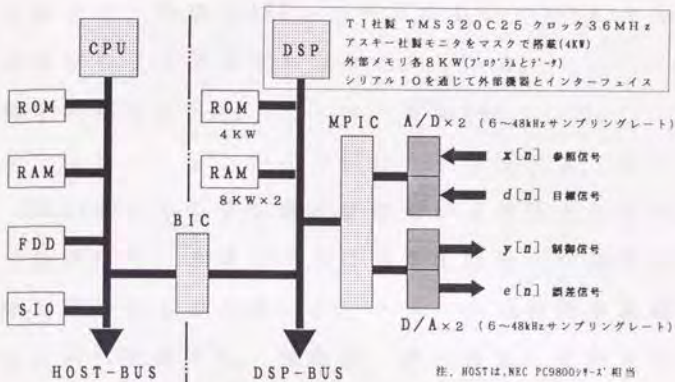 TI社製 TMS320C25 クロック36MHz
アスキー社製モニタをマスクで搭載(4KW)
外部メモリ各8KW(プログラムとデータ)
シリアルIOを通じて外部機器とインターフェイス
CPU
DSP
ROM
ROM
4KW
MPIC
A/D×2 (6〜48kHzサンプリングレート)
RAM
RAM
8KW×2
x[n] 参照信号
d[n] 目標信号
BIC
FDD
y[n] 制御信号
SIO
e[n] 誤差信号
D/A×2 (6〜48kHzサンプリングレート)
HOST-BUS
DSP-BUS
注. HOSTは,NEC PC9800シリーズ相当